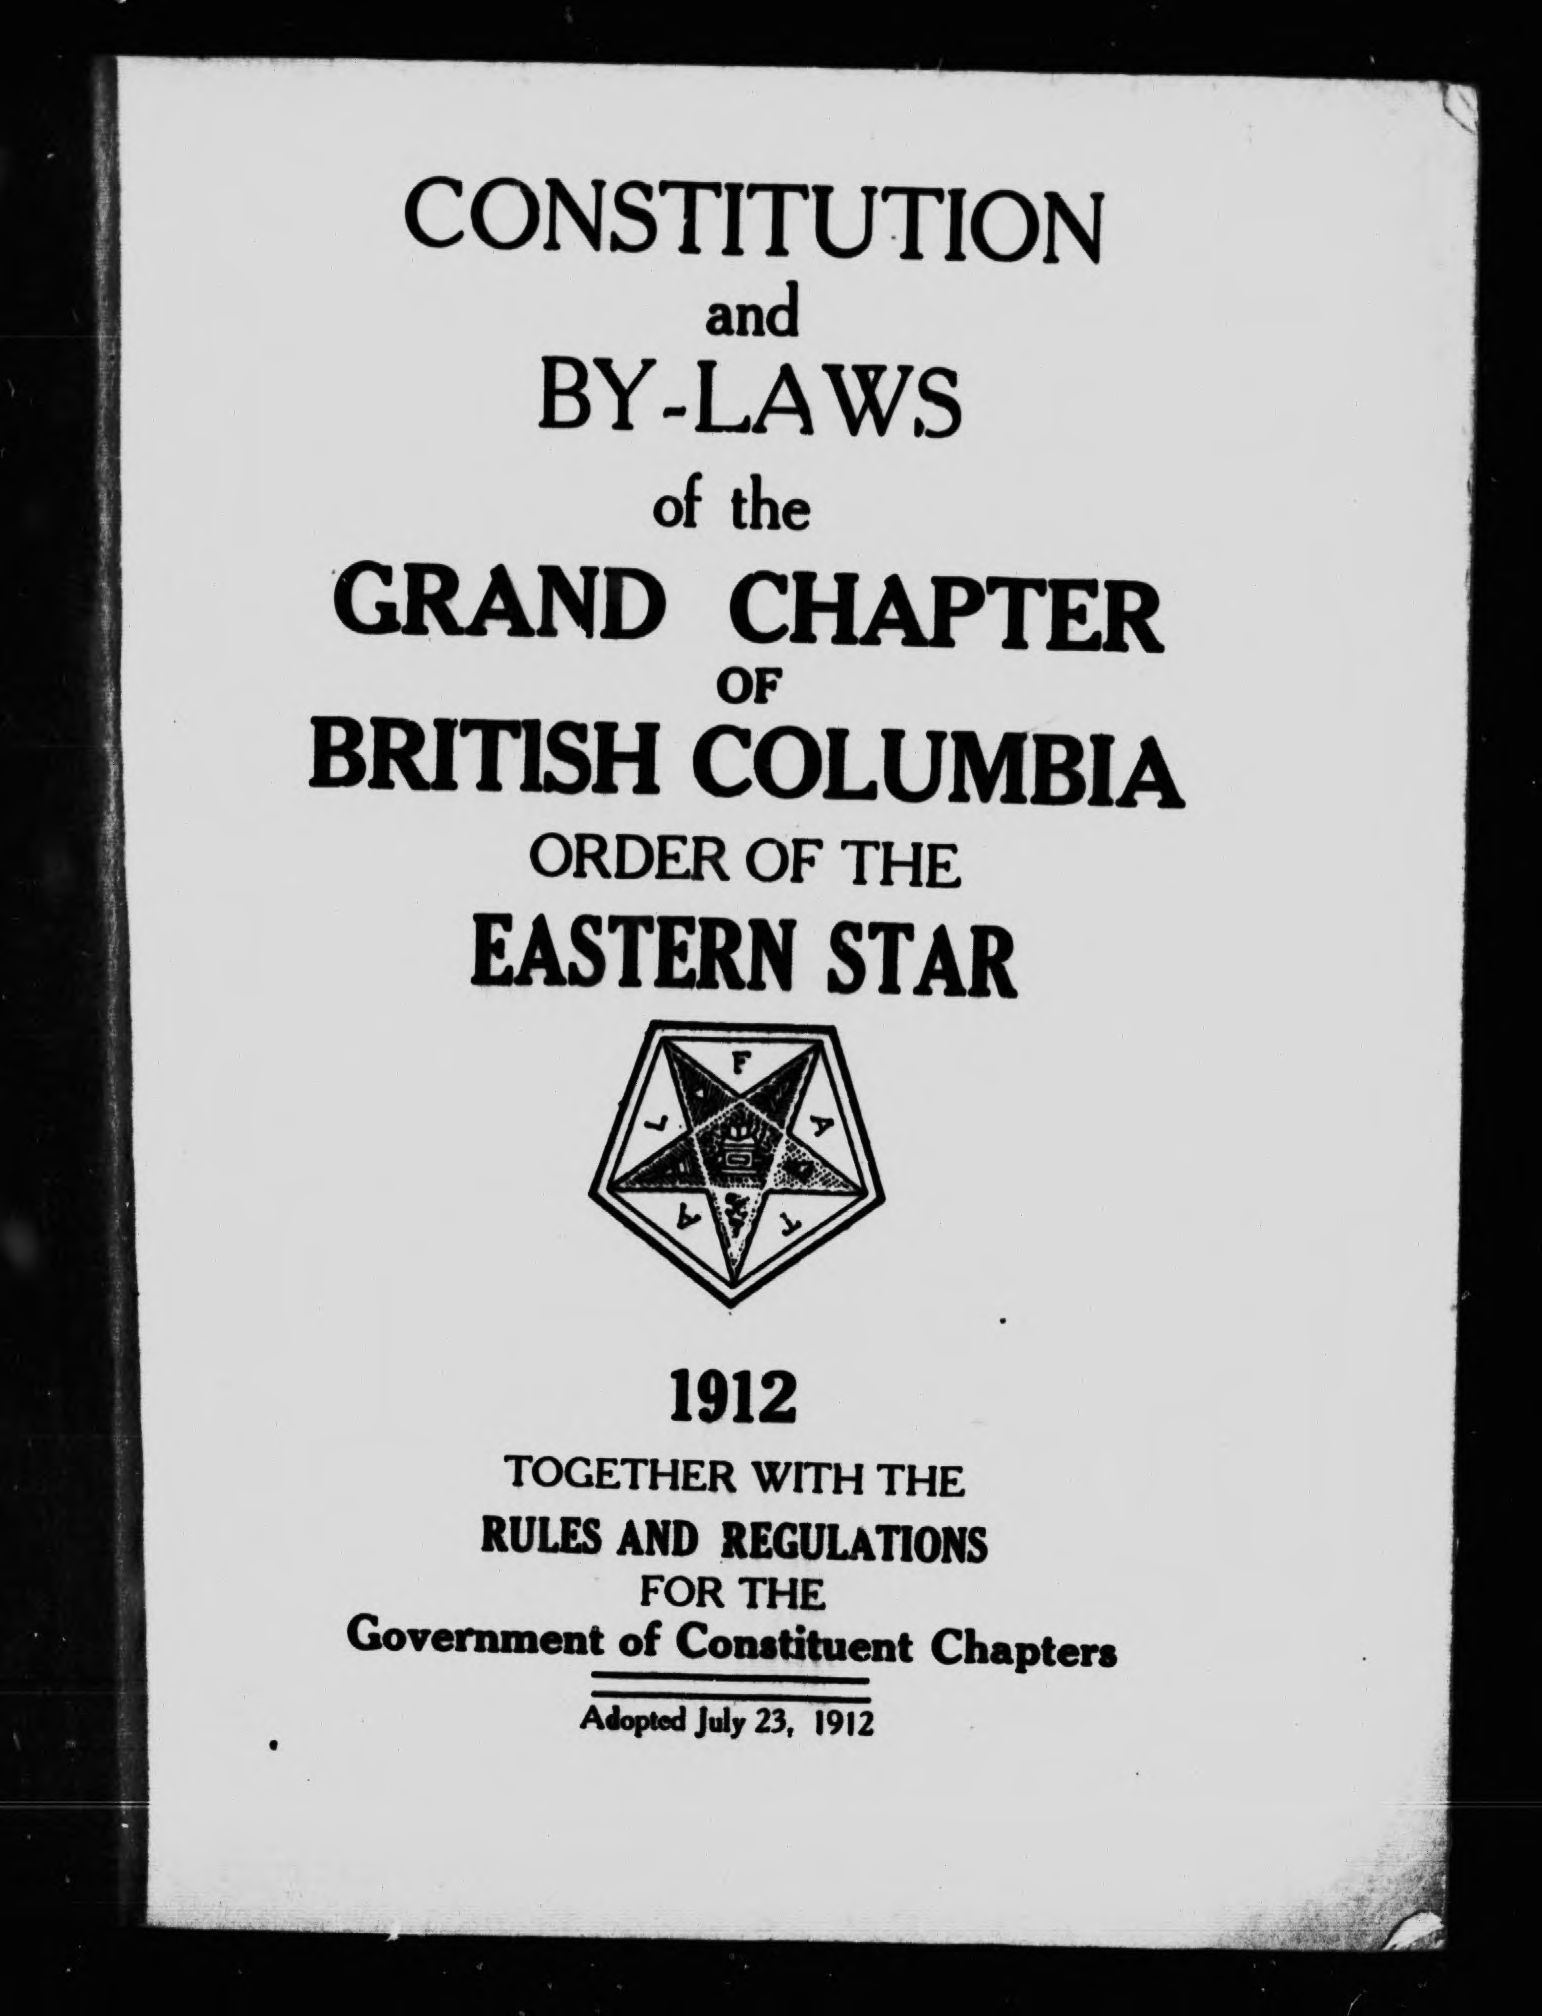 CONSTITUTION
and
BY-LAWS
of the
GRAND CHAPTER
OF
BRITISH COLUMBIA
ORDER OF THE
EASTERN STAR
F
A
T
A
L
1912
TOGETHER WITH THE
RULES AND REGULATIONS
FOR THE
Government of Constituent Chapters
Adopted July 23, 1912